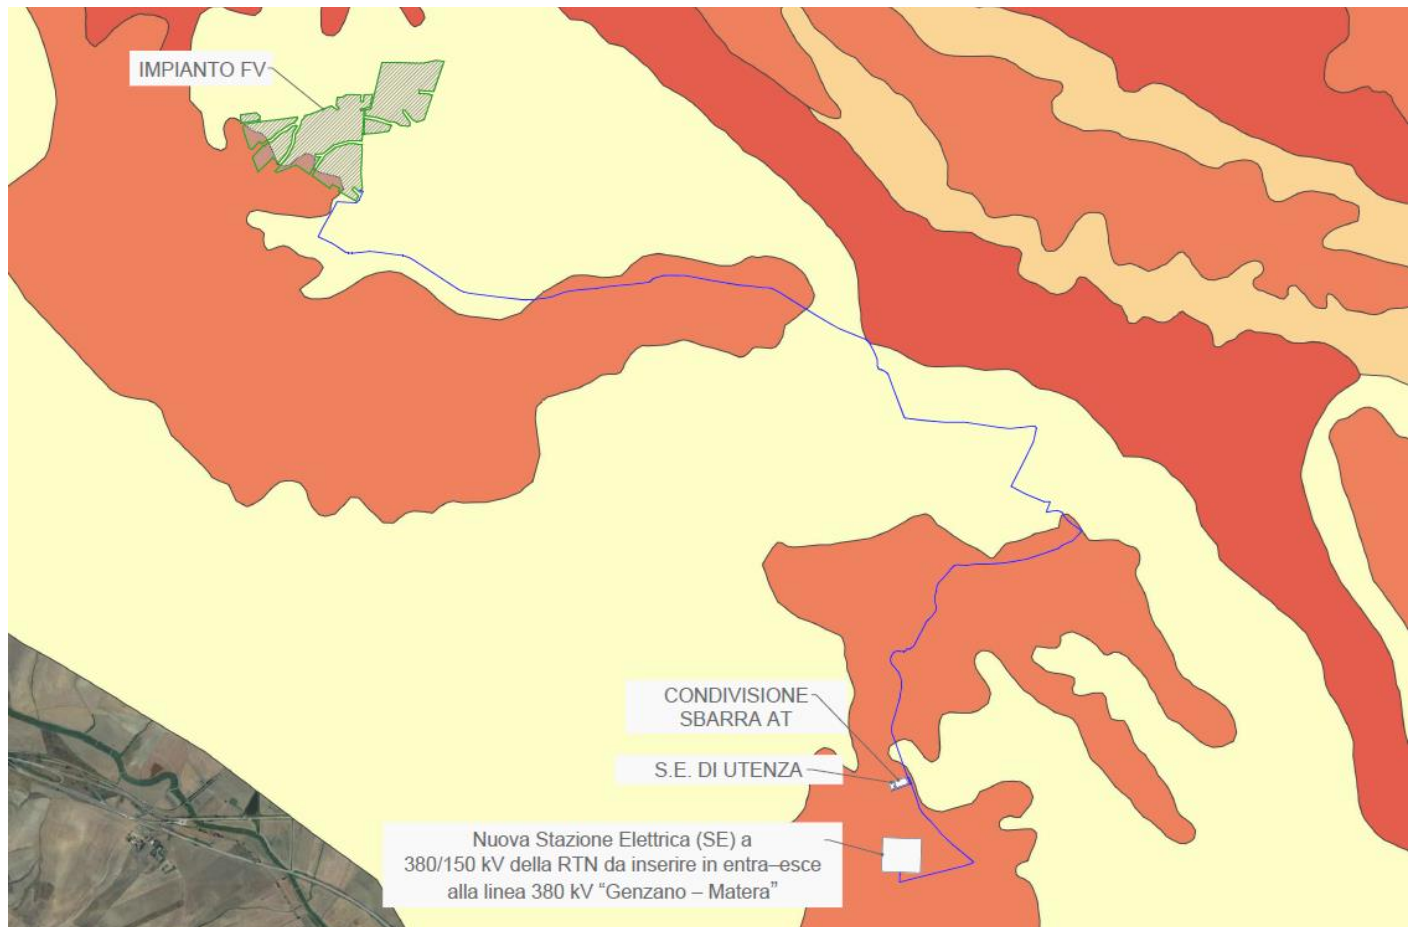 IMPIANTO FV
CONDIVISIONE
SBARRA AT
S.E. DI UTENZA
Nuova Stazione Elettrica (SE) a
380/150 kV della RTN da inserire in entra–esce
alla linea 380 kV “Genzano – Matera”